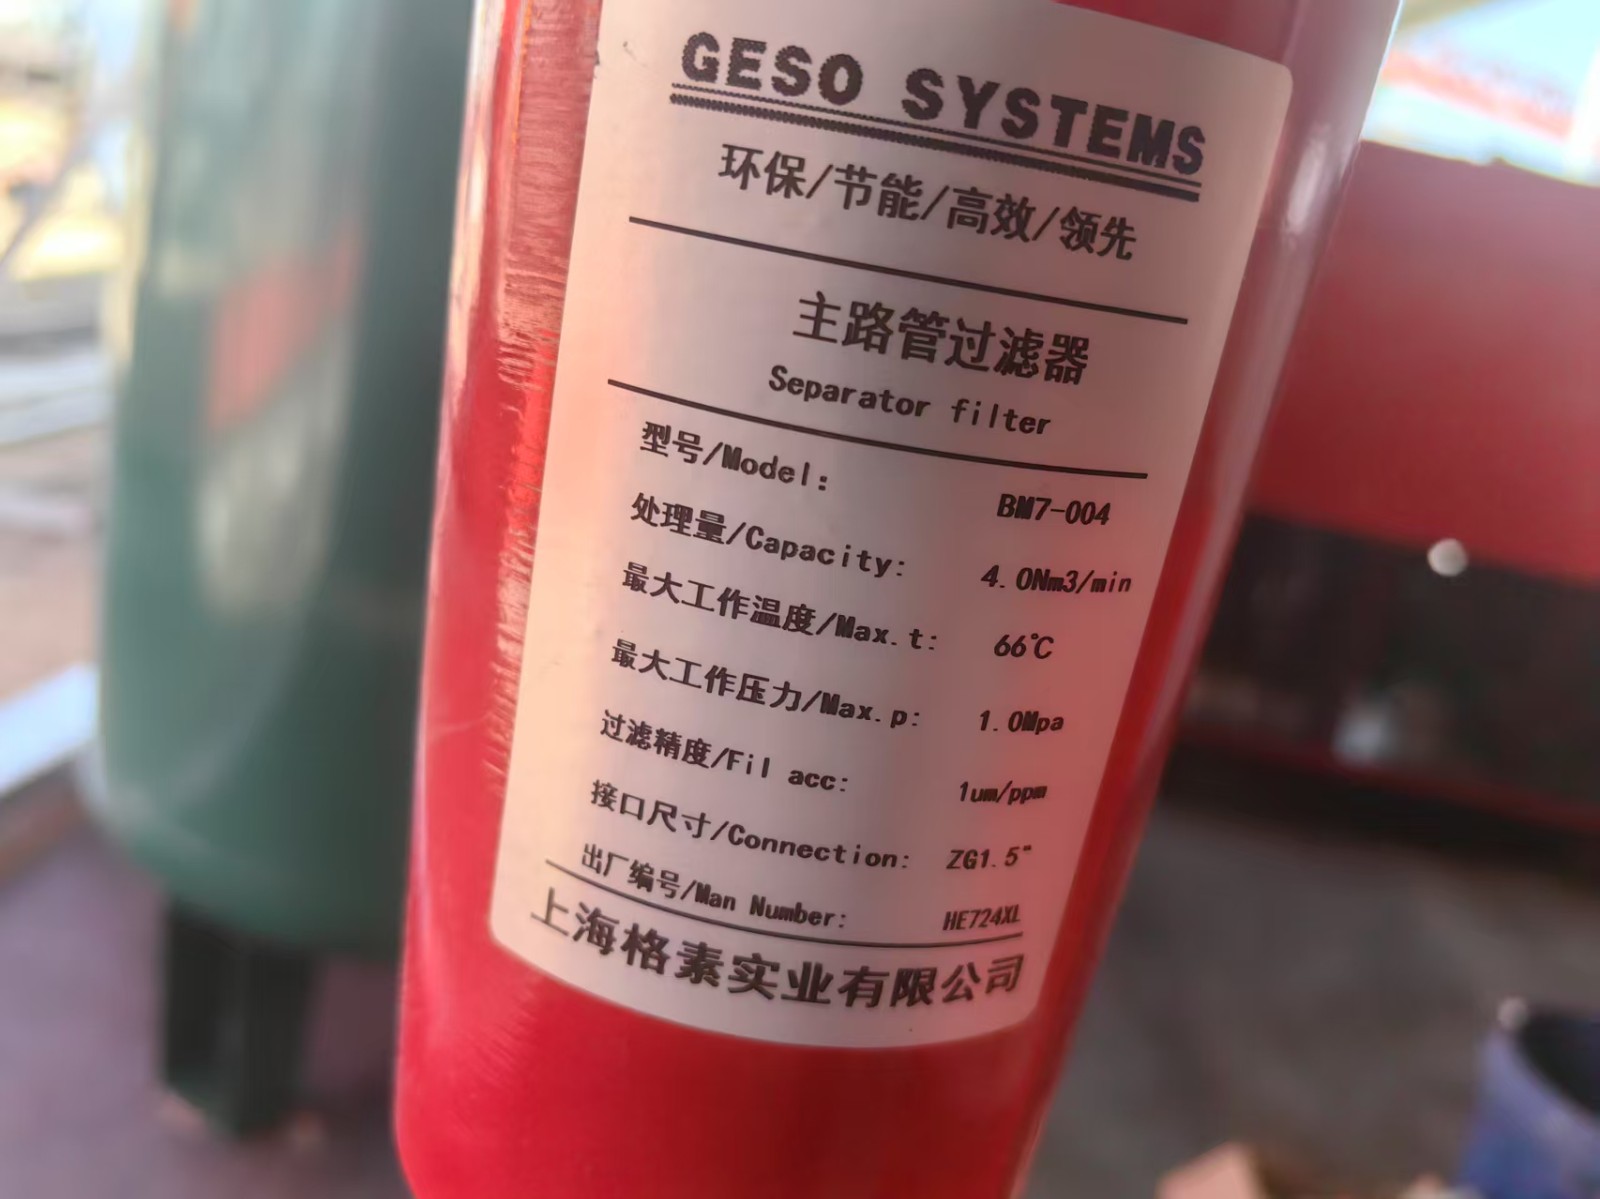 GESO SYSTEMS
环保/节能/高效/领先
主路管过滤器
Separator filter
型号/Model: BM7-004
处理量/Capacity: 4.0Nm3/min
最大工作温度/Max.t: 66℃
最大工作压力/Max.p: 1.0Mpa
过滤精度/Fil acc: 1um/ppm
接口尺寸/Connection: ZG1.5"
出厂编号/Man Number: HE724XL
上海格素实业有限公司